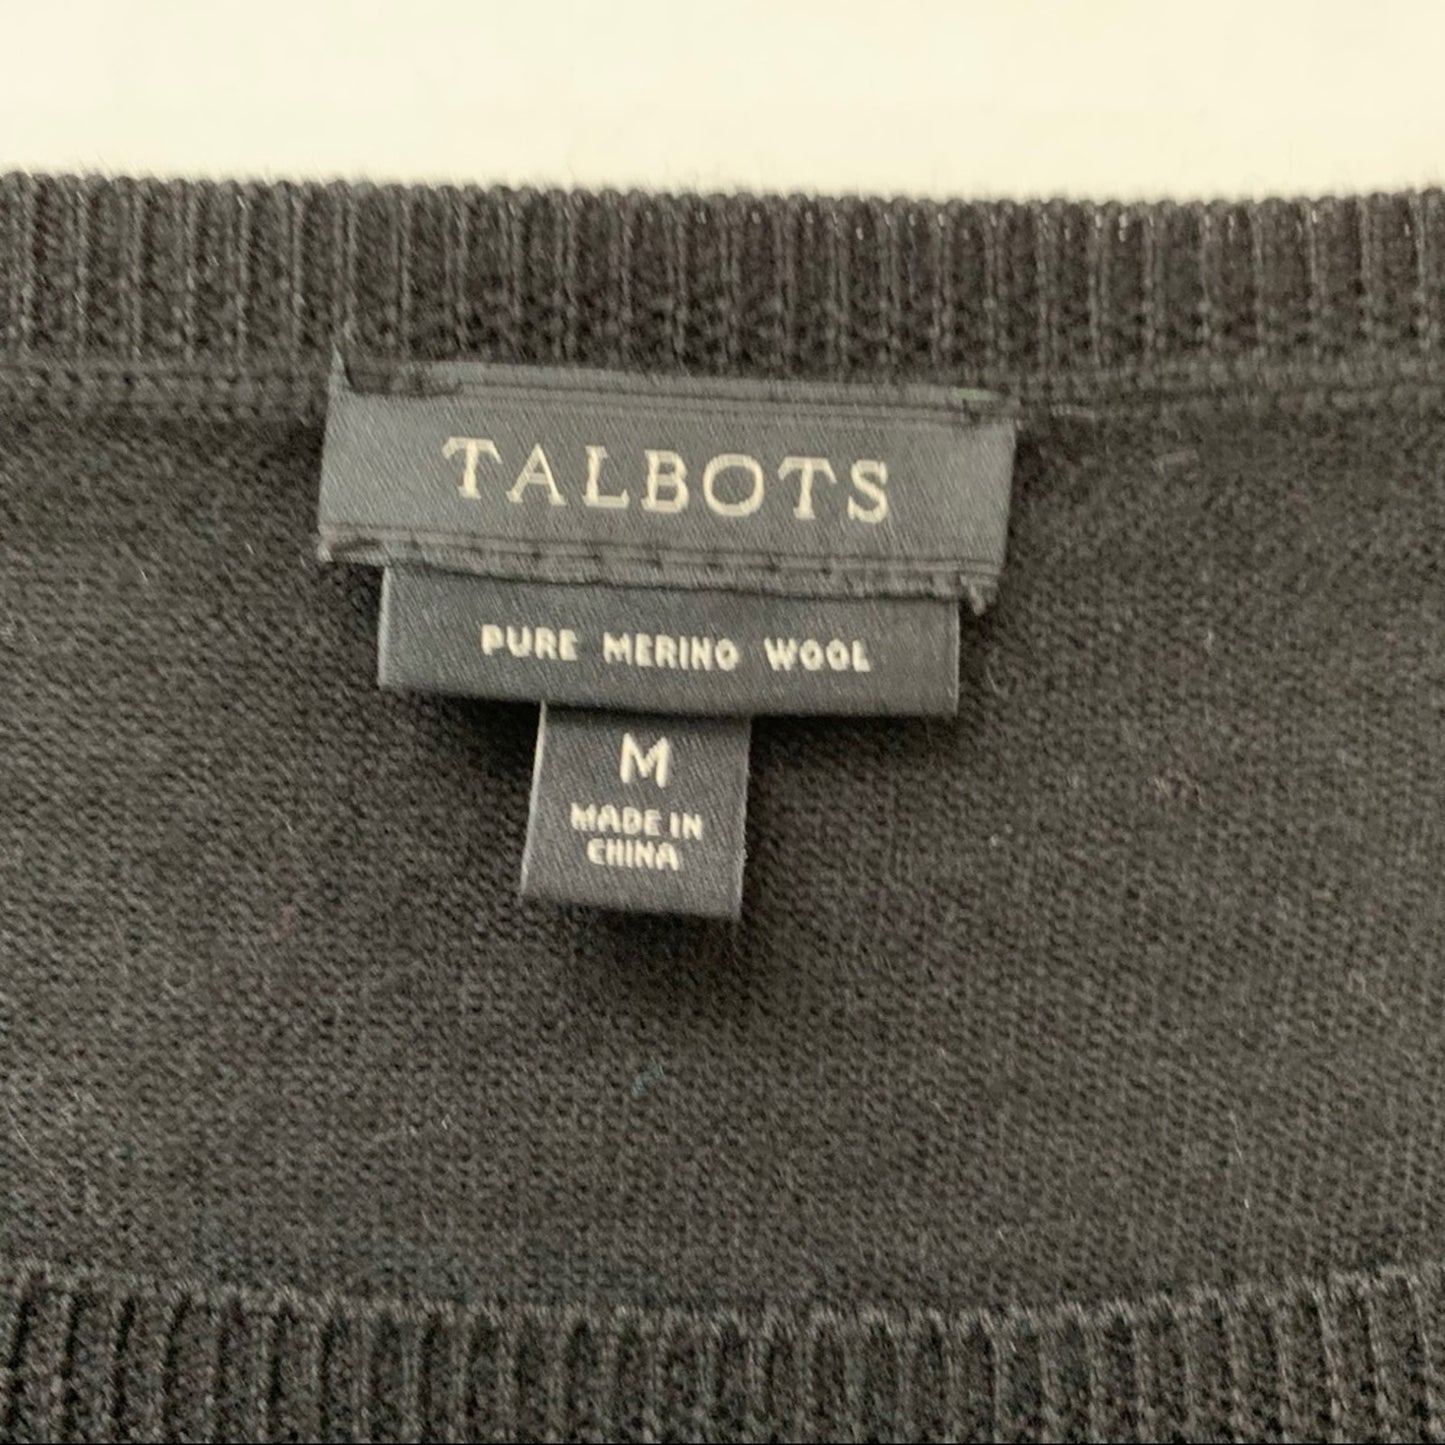 TALBOTS
PURE MERINO WOOL
M
MADE IN
CHINA